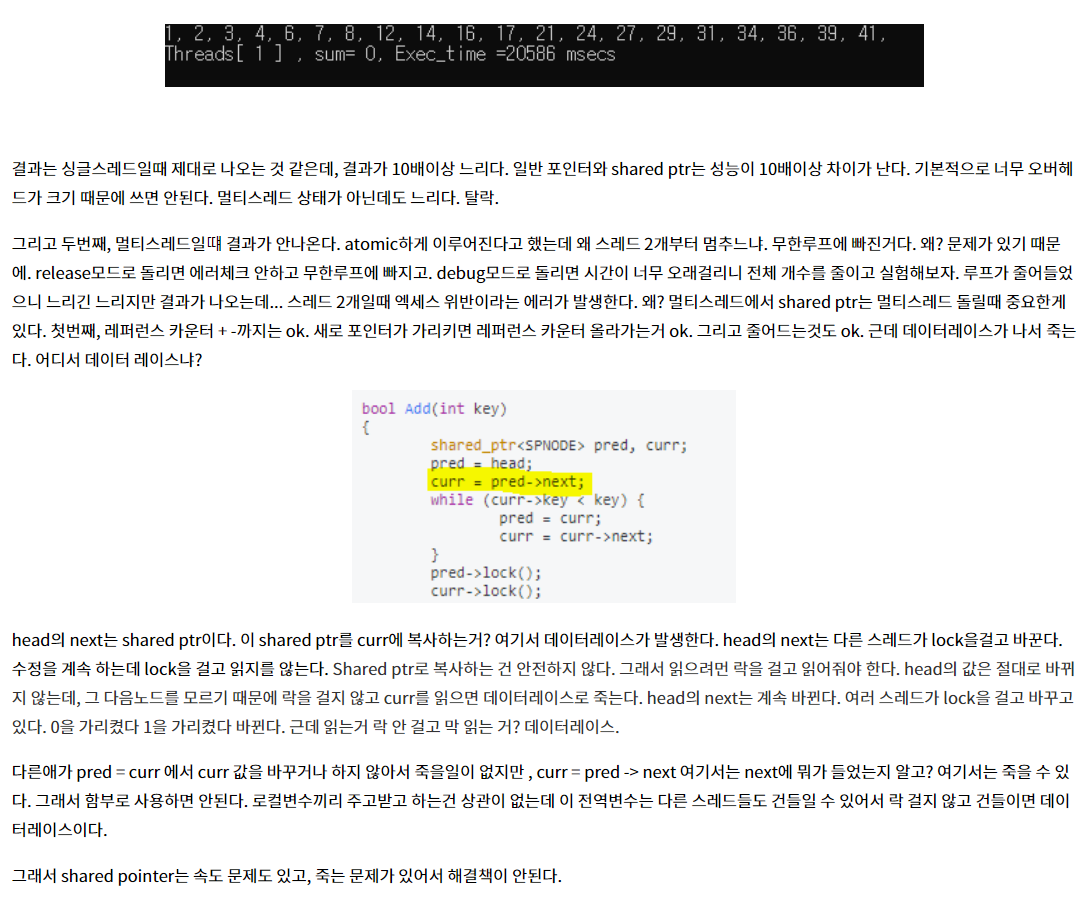 1, 2, 3, 4, 6, 7, 8, 12, 14, 16, 17, 21, 24, 27, 29, 31, 34, 36, 39, 41,
Threads[ 1 ] , sum= 0, Exec_time =20586 msecs
결과는 싱글스레드일때 제대로 나오는 것 같은데, 결과가 10배이상 느리다. 일반 포인터와 shared ptr는 성능이 10배이상 차이가 난다. 기본적으로 너무 오버헤
드가 크기 때문에 쓰면 안된다. 멀티스레드 상태가 아닌데도 느리다. 탈락.
그리고 두번째, 멀티스레드일떄 결과가 안나온다. atomic하게 이루어진다고 했는데 왜 스레드 2개부터 멈추느냐. 무한루프에 빠진거다. 왜? 문제가 있기 때문
에. release모드로 돌리면 에러체크 안하고 무한루프에 빠지고. debug모드로 돌리면 시간이 너무 오래걸리니 전체 개수를 줄이고 실험해보자. 루프가 줄어들었
으니 느리긴 느리지만 결과가 나오는데... 스레드 2개일때 엑세스 위반이라는 에러가 발생한다. 왜? 멀티스레드에서 shared ptr는 멀티스레드 돌릴때 중요한게
있다. 첫번째, 레퍼런스 카운터 + -까지는 ok. 새로 포인터가 가리키면 레퍼런스 카운터 올라가는거 ok. 그리고 줄어드는것도 ok. 근데 데이터레이스가 나서 죽는
다. 어디서 데이터 레이스냐?
bool Add(int key)
{
shared_ptr<SPNODE> pred, curr;
pred = head;
curr = pred->next;
while (curr->key < key) {
pred = curr;
curr = curr->next;
}
pred->lock();
curr->lock();
head의 next는 shared ptr이다. 이 shared ptr를 curr에 복사하는거? 여기서 데이터레이스가 발생한다. head의 next는 다른 스레드가 lock을걸고 바꾼다.
수정을 계속 하는데 lock을 걸고 읽지를 않는다. Shared ptr로 복사하는 건 안전하지 않다. 그래서 읽으려먼 락을 걸고 읽어줘야 한다. head의 값은 절대로 바뀌
지 않는데, 그 다음노드를 모르기 때문에 락을 걸지 않고 curr를 읽으면 데이터레이스로 죽는다. head의 next는 계속 바뀐다. 여러 스레드가 lock을 걸고 바꾸고
있다. 0을 가리켰다 1을 가리켰다 바뀐다. 근데 읽는거 락 안 걸고 막 읽는 거? 데이터레이스.
다른애가 pred = curr 에서 curr 값을 바꾸거나 하지 않아서 죽을일이 없지만 , curr = pred -> next 여기서는 next에 뭐가 들었는지 알고? 여기서는 죽을 수 있
다. 그래서 함부로 사용하면 안된다. 로컬변수끼리 주고받고 하는건 상관이 없는데 이 전역변수는 다른 스레드들도 건들일 수 있어서 락 걸지 않고 건들이면 데이
터레이스이다.
그래서 shared pointer는 속도 문제도 있고, 죽는 문제가 있어서 해결책이 안된다.